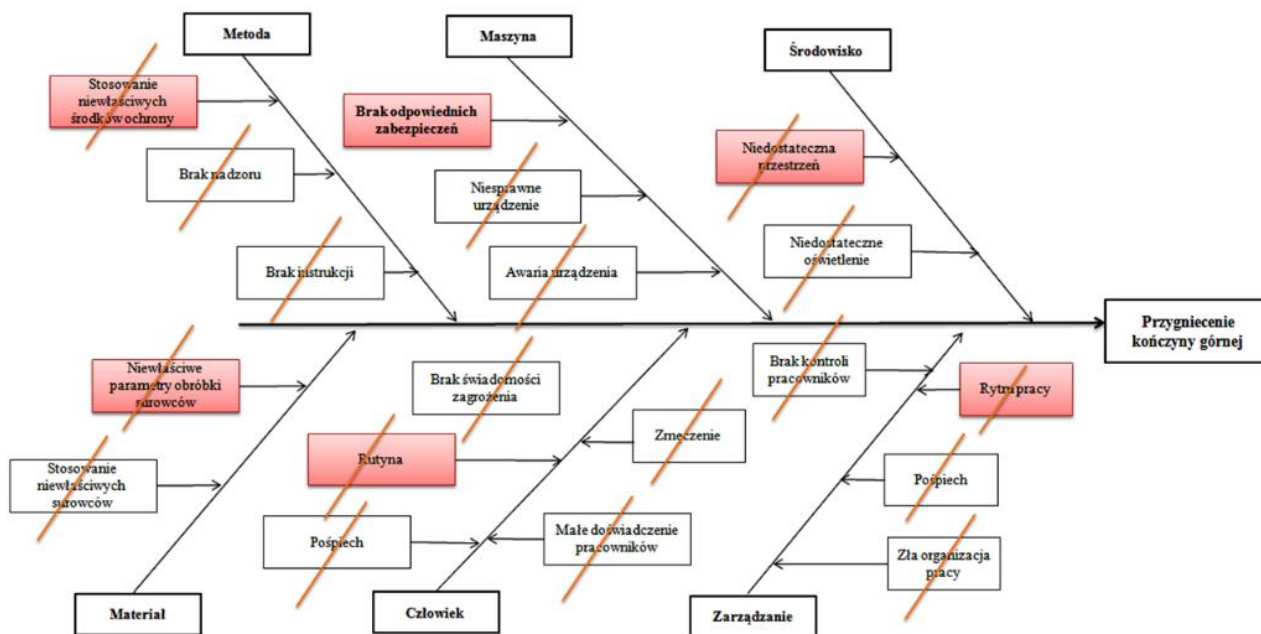 Metoda
Maszyna
Środowisko
Stosowanie
niewłaściwych
środków ochrony
Brak odpowiednich
zabezpieczeń
Niedostateczna
przestrzeń
Brak nadzoru
Niesprawne
urządzenie
Niedostateczne
oświetlenie
Brak instrukcji
Awaria urządzenia
Przygniecenie
kończyny górnej
Niewłaściwe
parametry obróbki
surowców
Brak świadomości
zagrożenia
Brak kontroli
pracowników
Rytm pracy
Zmęczenie
Rutyna
Stosowanie
niewłaściwych
surowców
Pośpiech
Pośpiech
Małe doświadczenie
pracowników
Zła organizacja
pracy
Materiał
Człowiek
Zarządzanie